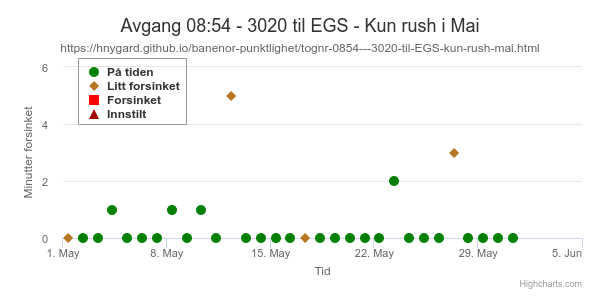 Avgang 08:54 - 3020 til EGS - Kun rush i Mai
https://hnygard.github.io/banenor-punktlighet/tognr-0854---3020-til-EGS-kun-rush-mai.html
På tiden
Litt forsinket
Forsinket
Innstilt
Minutter forsinket
6
4
2
0
1. May 8. May 15. May 22. May 29. May 5. Jun
Tid
Highcharts.com